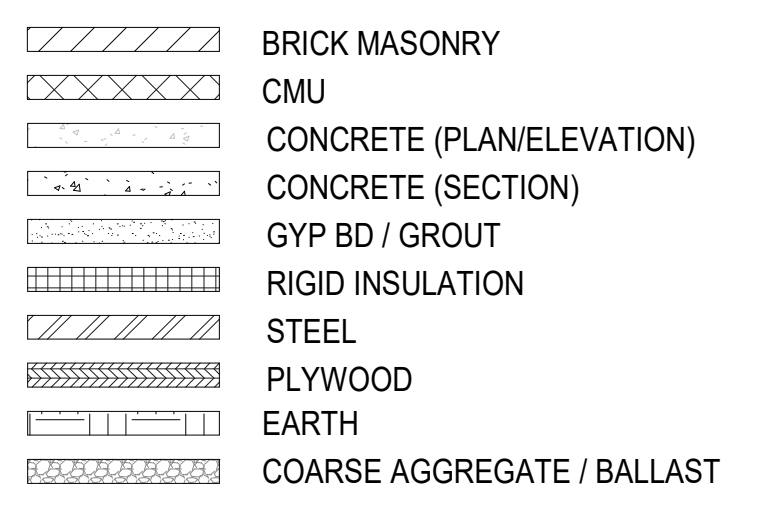 BRICK MASONRY
CMU
CONCRETE (PLAN/ELEVATION)
CONCRETE (SECTION)
GYP BD / GROUT
RIGID INSULATION
STEEL
PLYWOOD
EARTH
COARSE AGGREGATE / BALLAST